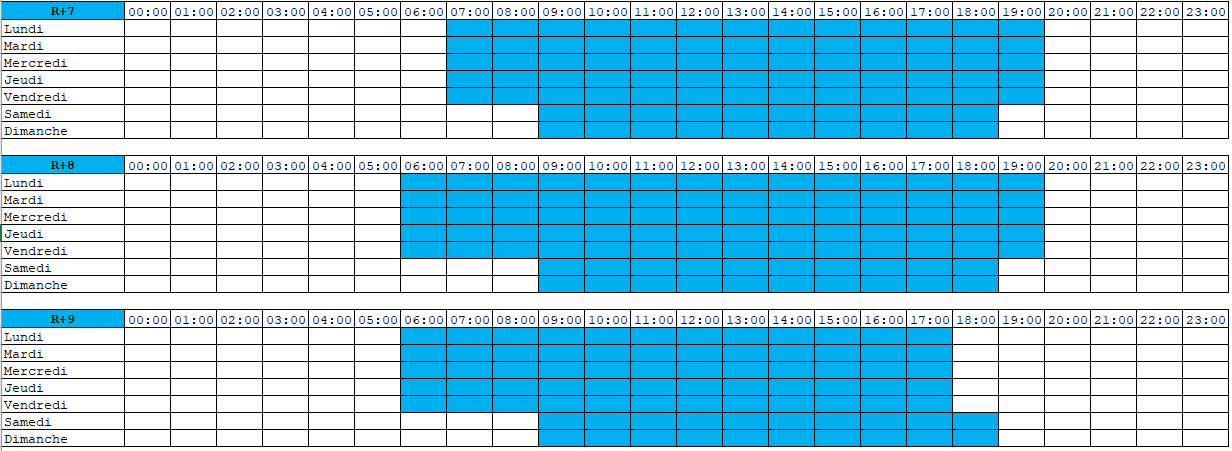 R+7 00:00 01:00 02:00 03:00 04:00 05:00 06:00 07:00 08:00 09:00 10:00 11:00 12:00 13:00 14:00 15:00 16:00 17:00 18:00 19:00 20:00 21:00 22:00 23:00
Lundi
Mardi
Mercredi
Jeudi
Vendredi
Samedi
Dimanche
R+8 00:00 01:00 02:00 03:00 04:00 05:00 06:00 07:00 08:00 09:00 10:00 11:00 12:00 13:00 14:00 15:00 16:00 17:00 18:00 19:00 20:00 21:00 22:00 23:00
Lundi
Mardi
Mercredi
Jeudi
Vendredi
Samedi
Dimanche
R+9 00:00 01:00 02:00 03:00 04:00 05:00 06:00 07:00 08:00 09:00 10:00 11:00 12:00 13:00 14:00 15:00 16:00 17:00 18:00 19:00 20:00 21:00 22:00 23:00
Lundi
Mardi
Mercredi
Jeudi
Vendredi
Samedi
Dimanche